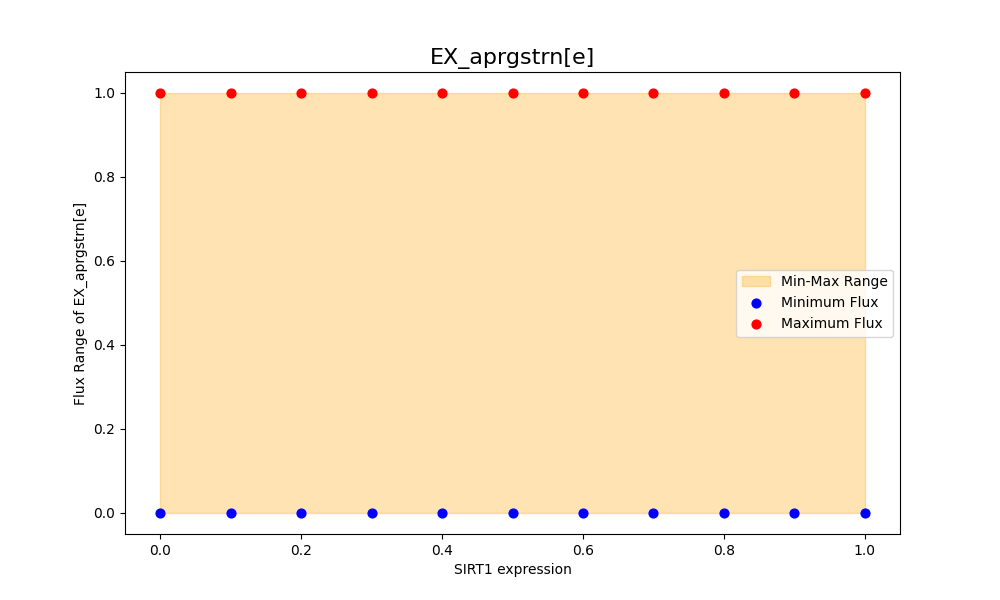 EX_aprgstrn[e]
Flux Range of EX_aprgstrn[e]
1.0
0.8
0.6
0.4
0.2
0.0
Min-Max Range
Minimum Flux
Maximum Flux
0.0 0.2 0.4 0.6 0.8 1.0
SIRT1 expression